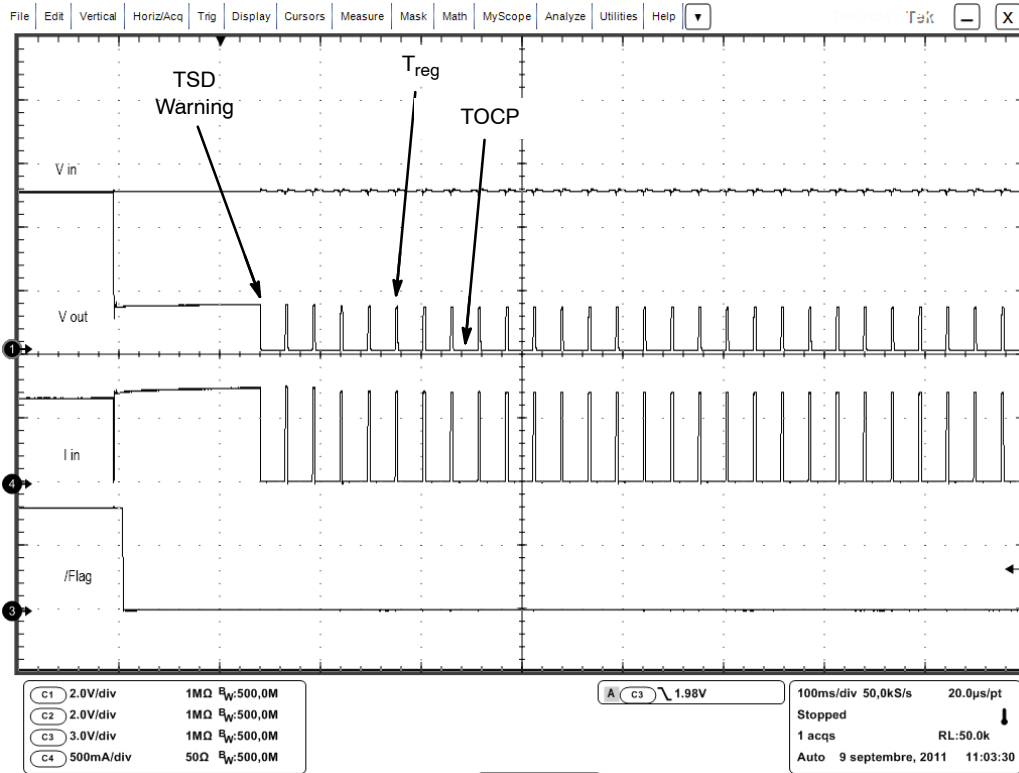 File Edit Vertical Horiz/Acq Trig Display Cursors Measure Mask Math MyScope Analyze Utilities Help Tek X
TSD
Warning
Treg
TOCP
V in
V out
1
I in
4
/Flag
3
C1 2.0V/div 1MΩ BW:500,0M
C2 2.0V/div 1MΩ BW:500,0M
C3 3.0V/div 1MΩ BW:500,0M
C4 500mA/div 50Ω BW:500,0M
A C3 1.98V
100ms/div 50,0kS/s 20.0µs/pt
Stopped
1 acqs RL:50.0k
Auto 9 septembre, 2011 11:03:30